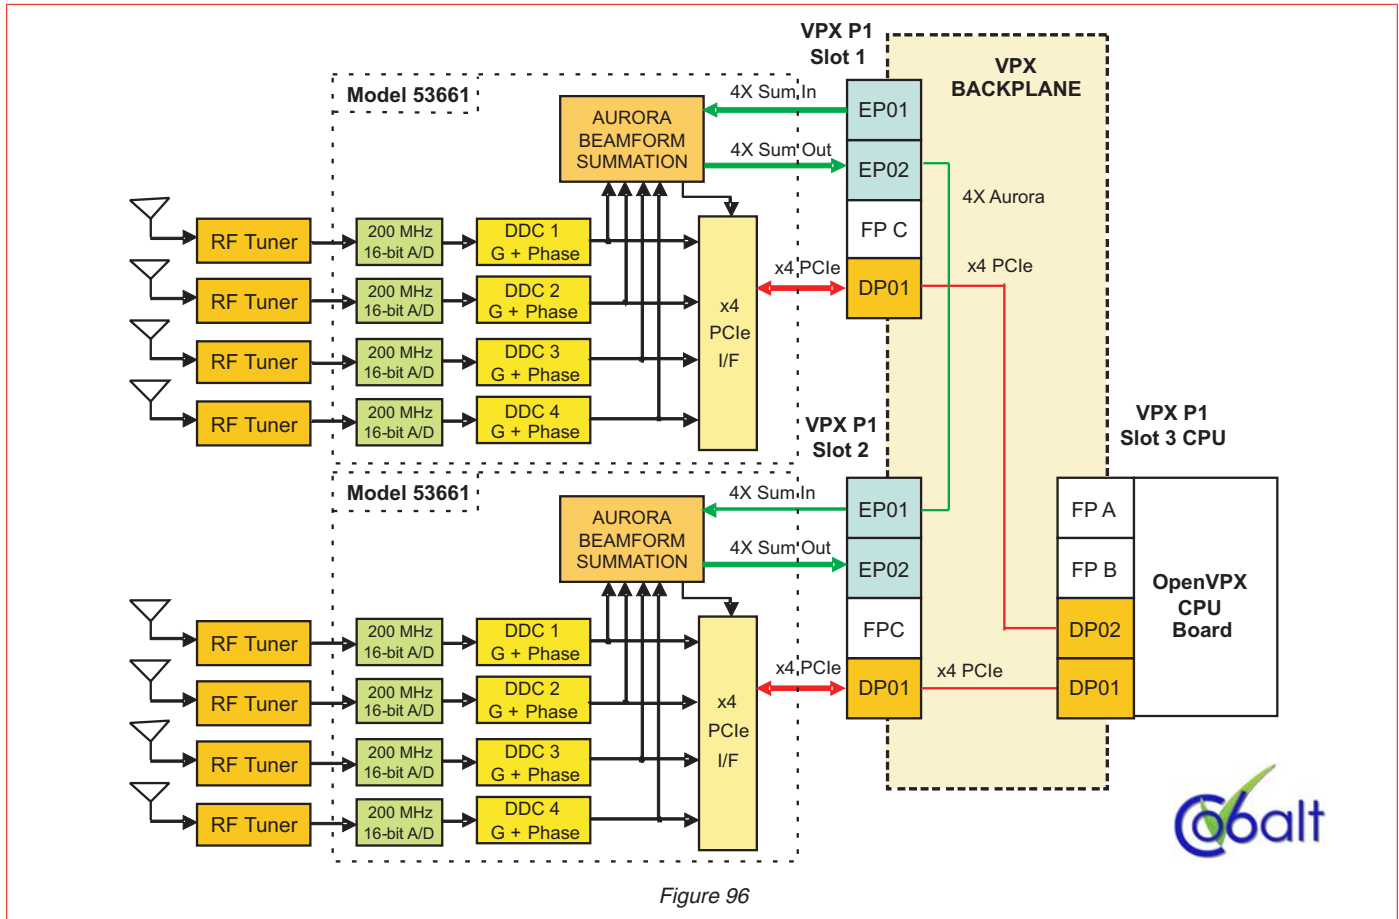 VPX P1
Slot 1
VPX
BACKPLANE
Model 53661
AURORA
BEAMFORM
SUMMATION
4X Sum In
4X Sum Out
EP01
EP02
FP C
DP01
4X Aurora
x4 PCIe
x4 PCIe
RF Tuner
200 MHz
16-bit A/D
DDC 1
G + Phase
RF Tuner
200 MHz
16-bit A/D
DDC 2
G + Phase
RF Tuner
200 MHz
16-bit A/D
DDC 3
G + Phase
RF Tuner
200 MHz
16-bit A/D
DDC 4
G + Phase
x4
PCIe
I/F
VPX P1
Slot 2
VPX P1
Slot 3 CPU
Model 53661
AURORA
BEAMFORM
SUMMATION
4X Sum In
4X Sum Out
EP01
EP02
FPC
DP01
x4 PCIe
x4 PCIe
FP A
FP B
DP02
DP01
OpenVPX
CPU
Board
RF Tuner
200 MHz
16-bit A/D
DDC 1
G + Phase
RF Tuner
200 MHz
16-bit A/D
DDC 2
G + Phase
RF Tuner
200 MHz
16-bit A/D
DDC 3
G + Phase
RF Tuner
200 MHz
16-bit A/D
DDC 4
G + Phase
x4
PCIe
I/F
Cobalt
Figure 96